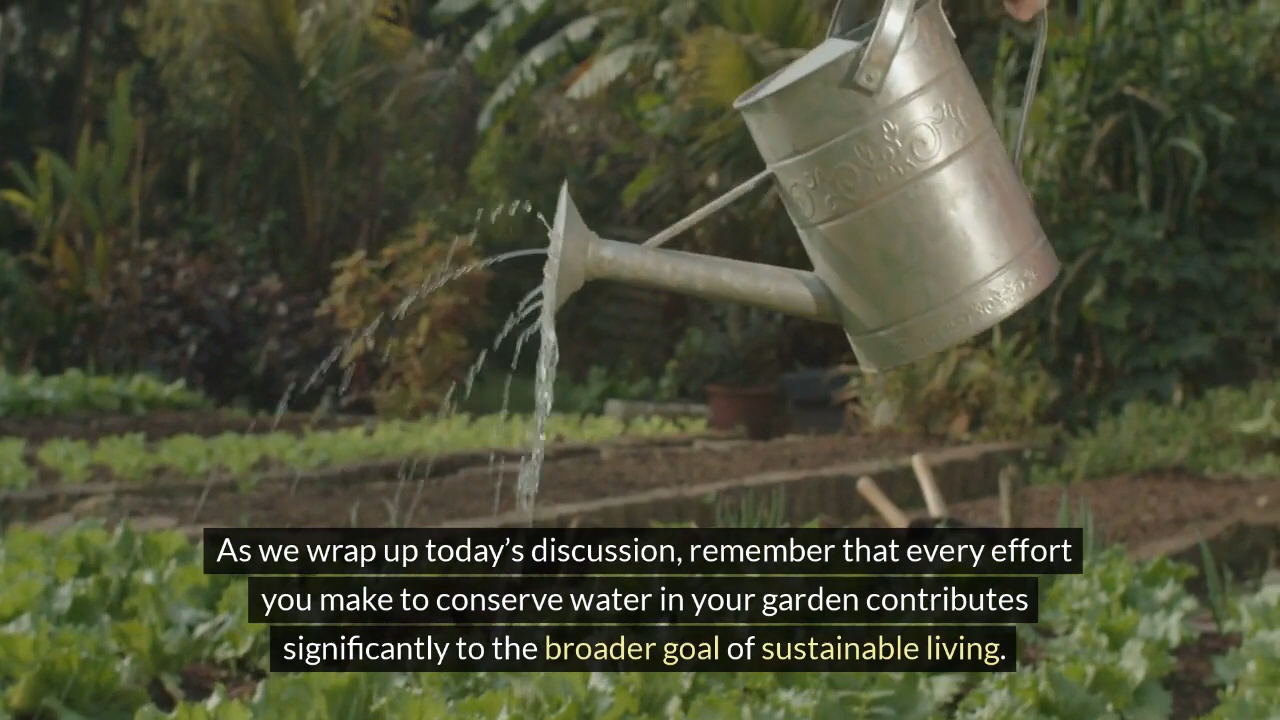 As we wrap up today’s discussion, remember that every effort
you make to conserve water in your garden contributes
significantly to the broader goal of sustainable living.